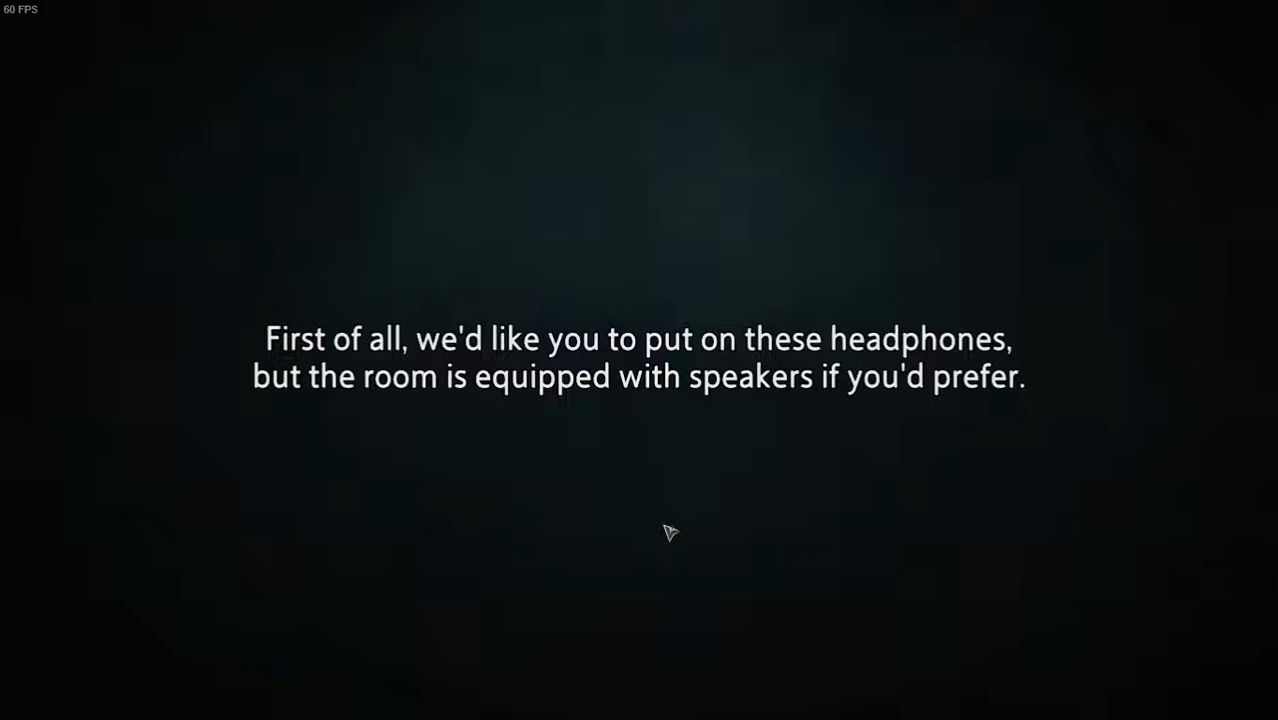 60 FPS
First of all, we'd like you to put on these headphones,
but the room is equipped with speakers if you'd prefer.